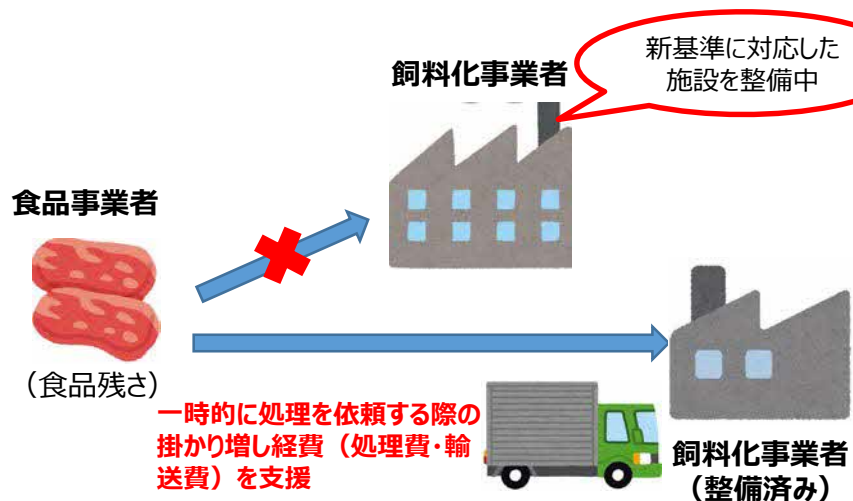 新基準に対応した
施設を整備中
飼料化事業者
食品事業者
（食品残さ）
一時的に処理を依頼する際の
掛かり増し経費（処理費・輸
送費）を支援
飼料化事業者
（整備済み）